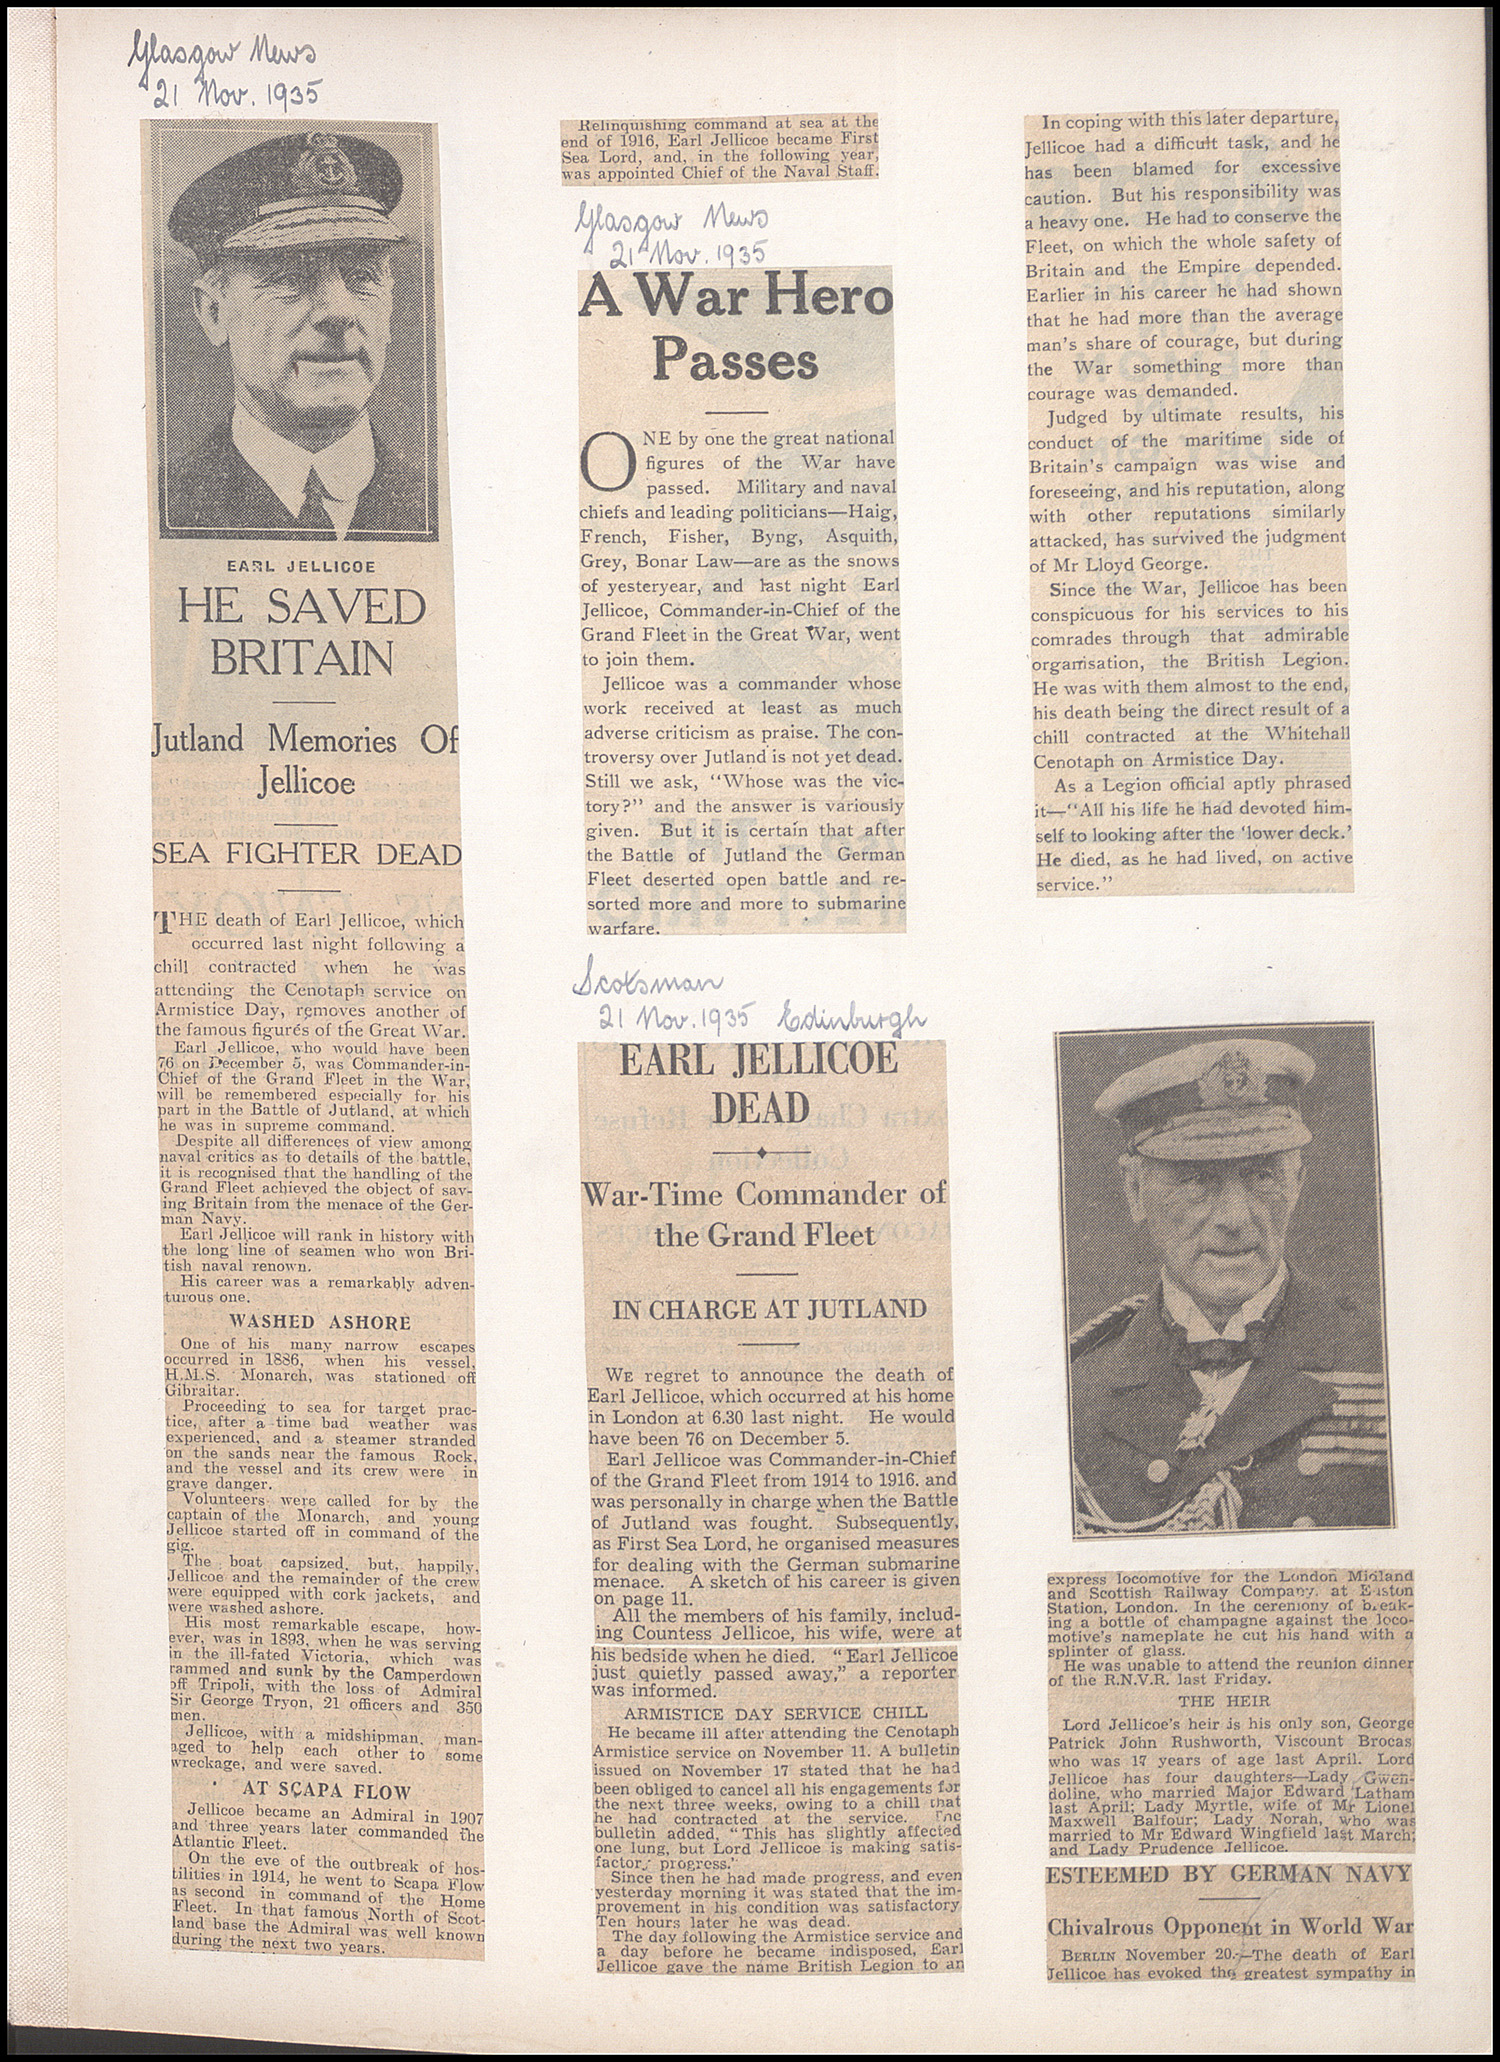 Glasgow News
21 Nov. 1935
EARL JELLICOE
HE SAVED
BRITAIN
Jutland Memories Of
Jellicoe
SEA FIGHTER DEAD
THE death of Earl Jellicoe, which
occurred last night following a
chill contracted when he was
attending the Cenotaph service on
Armistice Day, removes another of
the famous figures of the Great War.
Earl Jellicoe, who would have been
76 on December 5, was Commander-in-
Chief of the Grand Fleet in the War,
will be remembered especially for his
part in the Battle of Jutland, at which
he was in supreme command.
Despite all differences of view among
naval critics as to details of the battle,
it is recognised that the handling of the
Grand Fleet achieved the object of sav-
ing Britain from the menace of the Ger-
man Navy.
Earl Jellicoe will rank in history with
the long line of seamen who won Bri-
tish naval renown.
His career was a remarkably adven-
turous one.
WASHED ASHORE
One of his many narrow escapes
occurred in 1886, when his vessel,
H.M.S. Monarch, was stationed off
Gibraitar.
Proceeding to sea for target prac-
tice, after a time bad weather was
experienced, and a steamer stranded
on the sands near the famous Rock,
and the vessel and its crew were in
grave danger.
Volunteers were called for by the
captain of the Monarch, and young
Jellicoe started off in command of the
gig.
The boat capsized, but, happily,
Jellicoe and the remainder of the crew
were equipped with cork jackets, and
were washed ashore.
His most remarkable escape, how-
ever, was in 1893, when he was serving
in the ill-fated Victoria, which was
rammed and sunk by the Camperdown
off Tripoli, with the loss of Admiral
Sir George Tryon, 21 officers and 350
men.
Jellicoe, with a midshipman, man-
aged to help each other to some
wreckage, and were saved.
AT SCAPA FLOW
Jellicoe became an Admiral in 1907
and three years later commanded the
Atlantic Fleet.
On the eve of the outbreak of hos-
tilities in 1914, he went to Scapa Flow
as second in command of the Home
Fleet. In that famous North of Scot-
land base the Admiral was well known
during the next two years.
Relinquishing command at sea at the
end of 1916, Earl Jellicoe became First
Sea Lord, and, in the following year,
was appointed Chief of the Naval Staff.
Glasgow News
21 Nov. 1935
A War Hero
Passes
ONE by one the great national
figures of the War have
passed. Military and naval
chiefs and leading politicians—Haig,
French, Fisher, Byng, Asquith,
Grey, Bonar Law—are as the snows
of yesteryear, and last night Earl
Jellicoe, Commander-in-Chief of the
Grand Fleet in the Great War, went
to join them.
Jellicoe was a commander whose
work received at least as much
adverse criticism as praise. The con-
troversy over Jutland is not yet dead.
Still we ask, "Whose was the vic-
tory?" and the answer is variously
given. But it is certain that after
the Battle of Jutland the German
Fleet deserted open battle and re-
sorted more and more to submarine
warfare.
In coping with this later departure,
Jellicoe had a difficult task, and he
has been blamed for excessive
caution. But his responsibility was
a heavy one. He had to conserve the
Fleet, on which the whole safety of
Britain and the Empire depended.
Earlier in his career he had shown
that he had more than the average
man's share of courage, but during
the War something more than
courage was demanded.
Judged by ultimate results, his
conduct of the maritime side of
Britain's campaign was wise and
foreseeing, and his reputation, along
with other reputations similarly
attacked, has survived the judgment
of Mr Lloyd George.
Since the War, Jellicoe has been
conspicuous for his services to his
comrades through that admirable
organisation, the British Legion.
He was with them almost to the end,
his death being the direct result of a
chill contracted at the Whitehall
Cenotaph on Armistice Day.
As a Legion official aptly phrased
it—"All his life he had devoted him-
self to looking after the 'lower deck.'
He died, as he had lived, on active
service."
Scotsman
21 Nov. 1935 Edinburgh
EARL JELLICOE
DEAD
War-Time Commander of
the Grand Fleet
IN CHARGE AT JUTLAND
WE regret to announce the death of
Earl Jellicoe, which occurred at his home
in London at 6.30 last night. He would
have been 76 on December 5.
Earl Jellicoe was Commander-in-Chief
of the Grand Fleet from 1914 to 1916. and
was personally in charge when the Battle
of Jutland was fought. Subsequently,
as First Sea Lord, he organised measures
for dealing with the German submarine
menace. A sketch of his career is given
on page 11.
All the members of his family, includ-
ing Countess Jellicoe, his wife, were at
his bedside when he died. "Earl Jellicoe
just quietly passed away," a reporter
was informed.
ARMISTICE DAY SERVICE CHILL
He became ill after attending the Cenotaph
Armistice service on November 11. A bulletin
issued on November 17 stated that he had
been obliged to cancel all his engagements for
the next three weeks, owing to a chill that
he had contracted at the service. The
bulletin added, "This has slightly affected
one lung, but Lord Jellicoe is making satis-
factory progress."
Since then he had made progress, and even
yesterday morning it was stated that the im-
provement in his condition was satisfactory
Ten hours later he was dead.
The day following the Armistice service and
a day before he became indisposed, Earl
Jellicoe gave the name British Legion to an
express locomotive for the London Midland
and Scottish Railway Company. at Euston
Station, London. In the ceremony of break-
ing a bottle of champagne against the loco-
motive's nameplate he cut his hand with a
splinter of glass.
He was unable to attend the reunion dinner
of the R.N.V.R. last Friday.
THE HEIR
Lord Jellicoe's heir is his only son, George
Patrick John Rushworth, Viscount Brocas
who was 17 years of age last April. Lord
Jellicoe has four daughters—Lady Gwen-
doline, who married Major Edward Latham
last April; Lady Myrtle, wife of Mr Lionel
Maxwell Balfour; Lady Norah, who was
married to Mr Edward Wingfield last March;
and Lady Prudence Jellicoe.
ESTEEMED BY GERMAN NAVY
Chivalrous Opponent in World War
BERLIN November 20.—The death of Earl
Jellicoe has evoked the greatest sympathy in